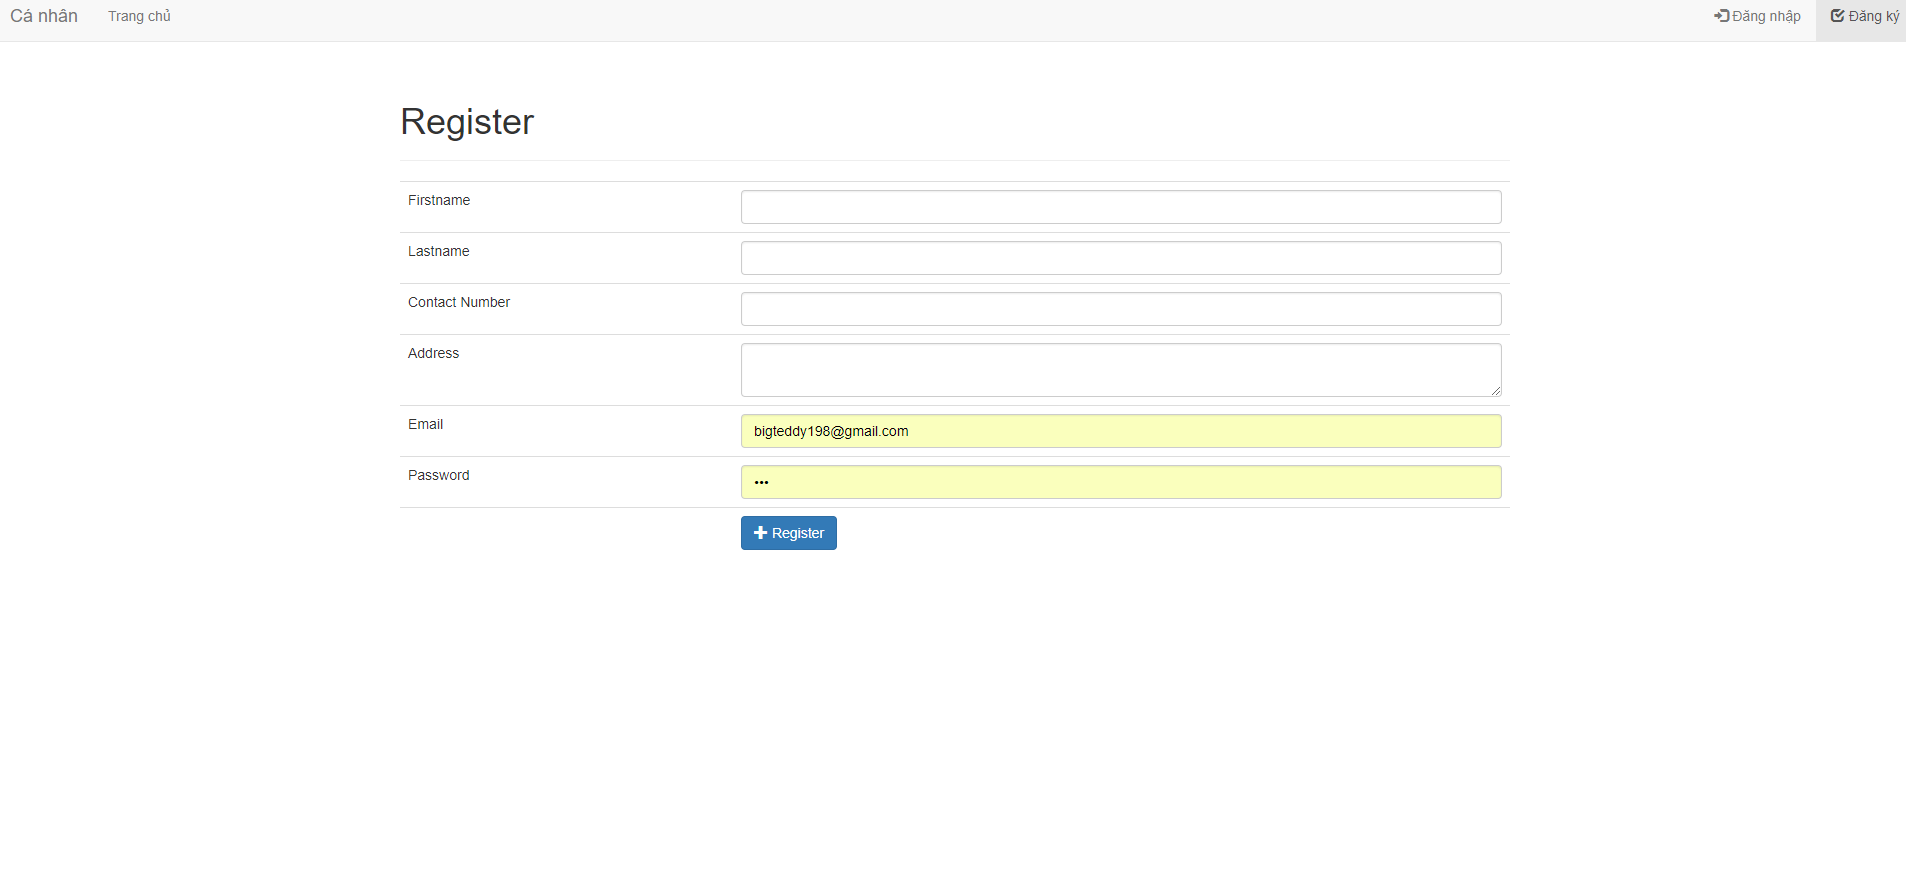 Cá nhân Trang chủ Đăng nhập Đăng ký
Register
Firstname
Lastname
Contact Number
Address
Email bigteddy198@gmail.com
Password •••
Register